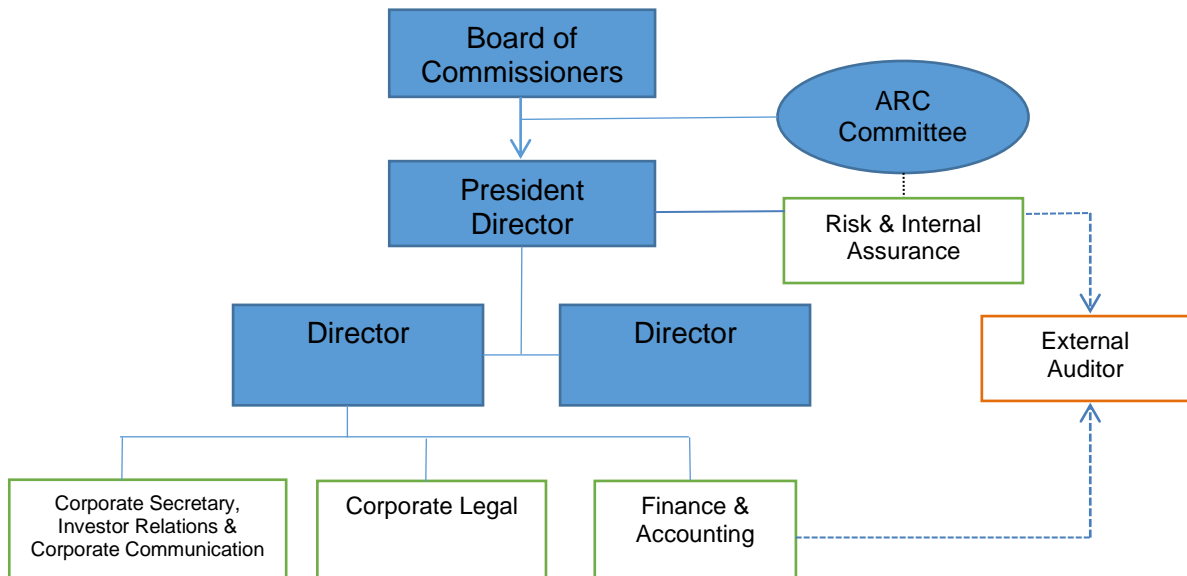 Board of
Commissioners
ARC
Committee
President
Director
Risk & Internal
Assurance
Director
Director
External
Auditor
Corporate Secretary,
Investor Relations &
Corporate Communication
Corporate Legal
Finance &
Accounting